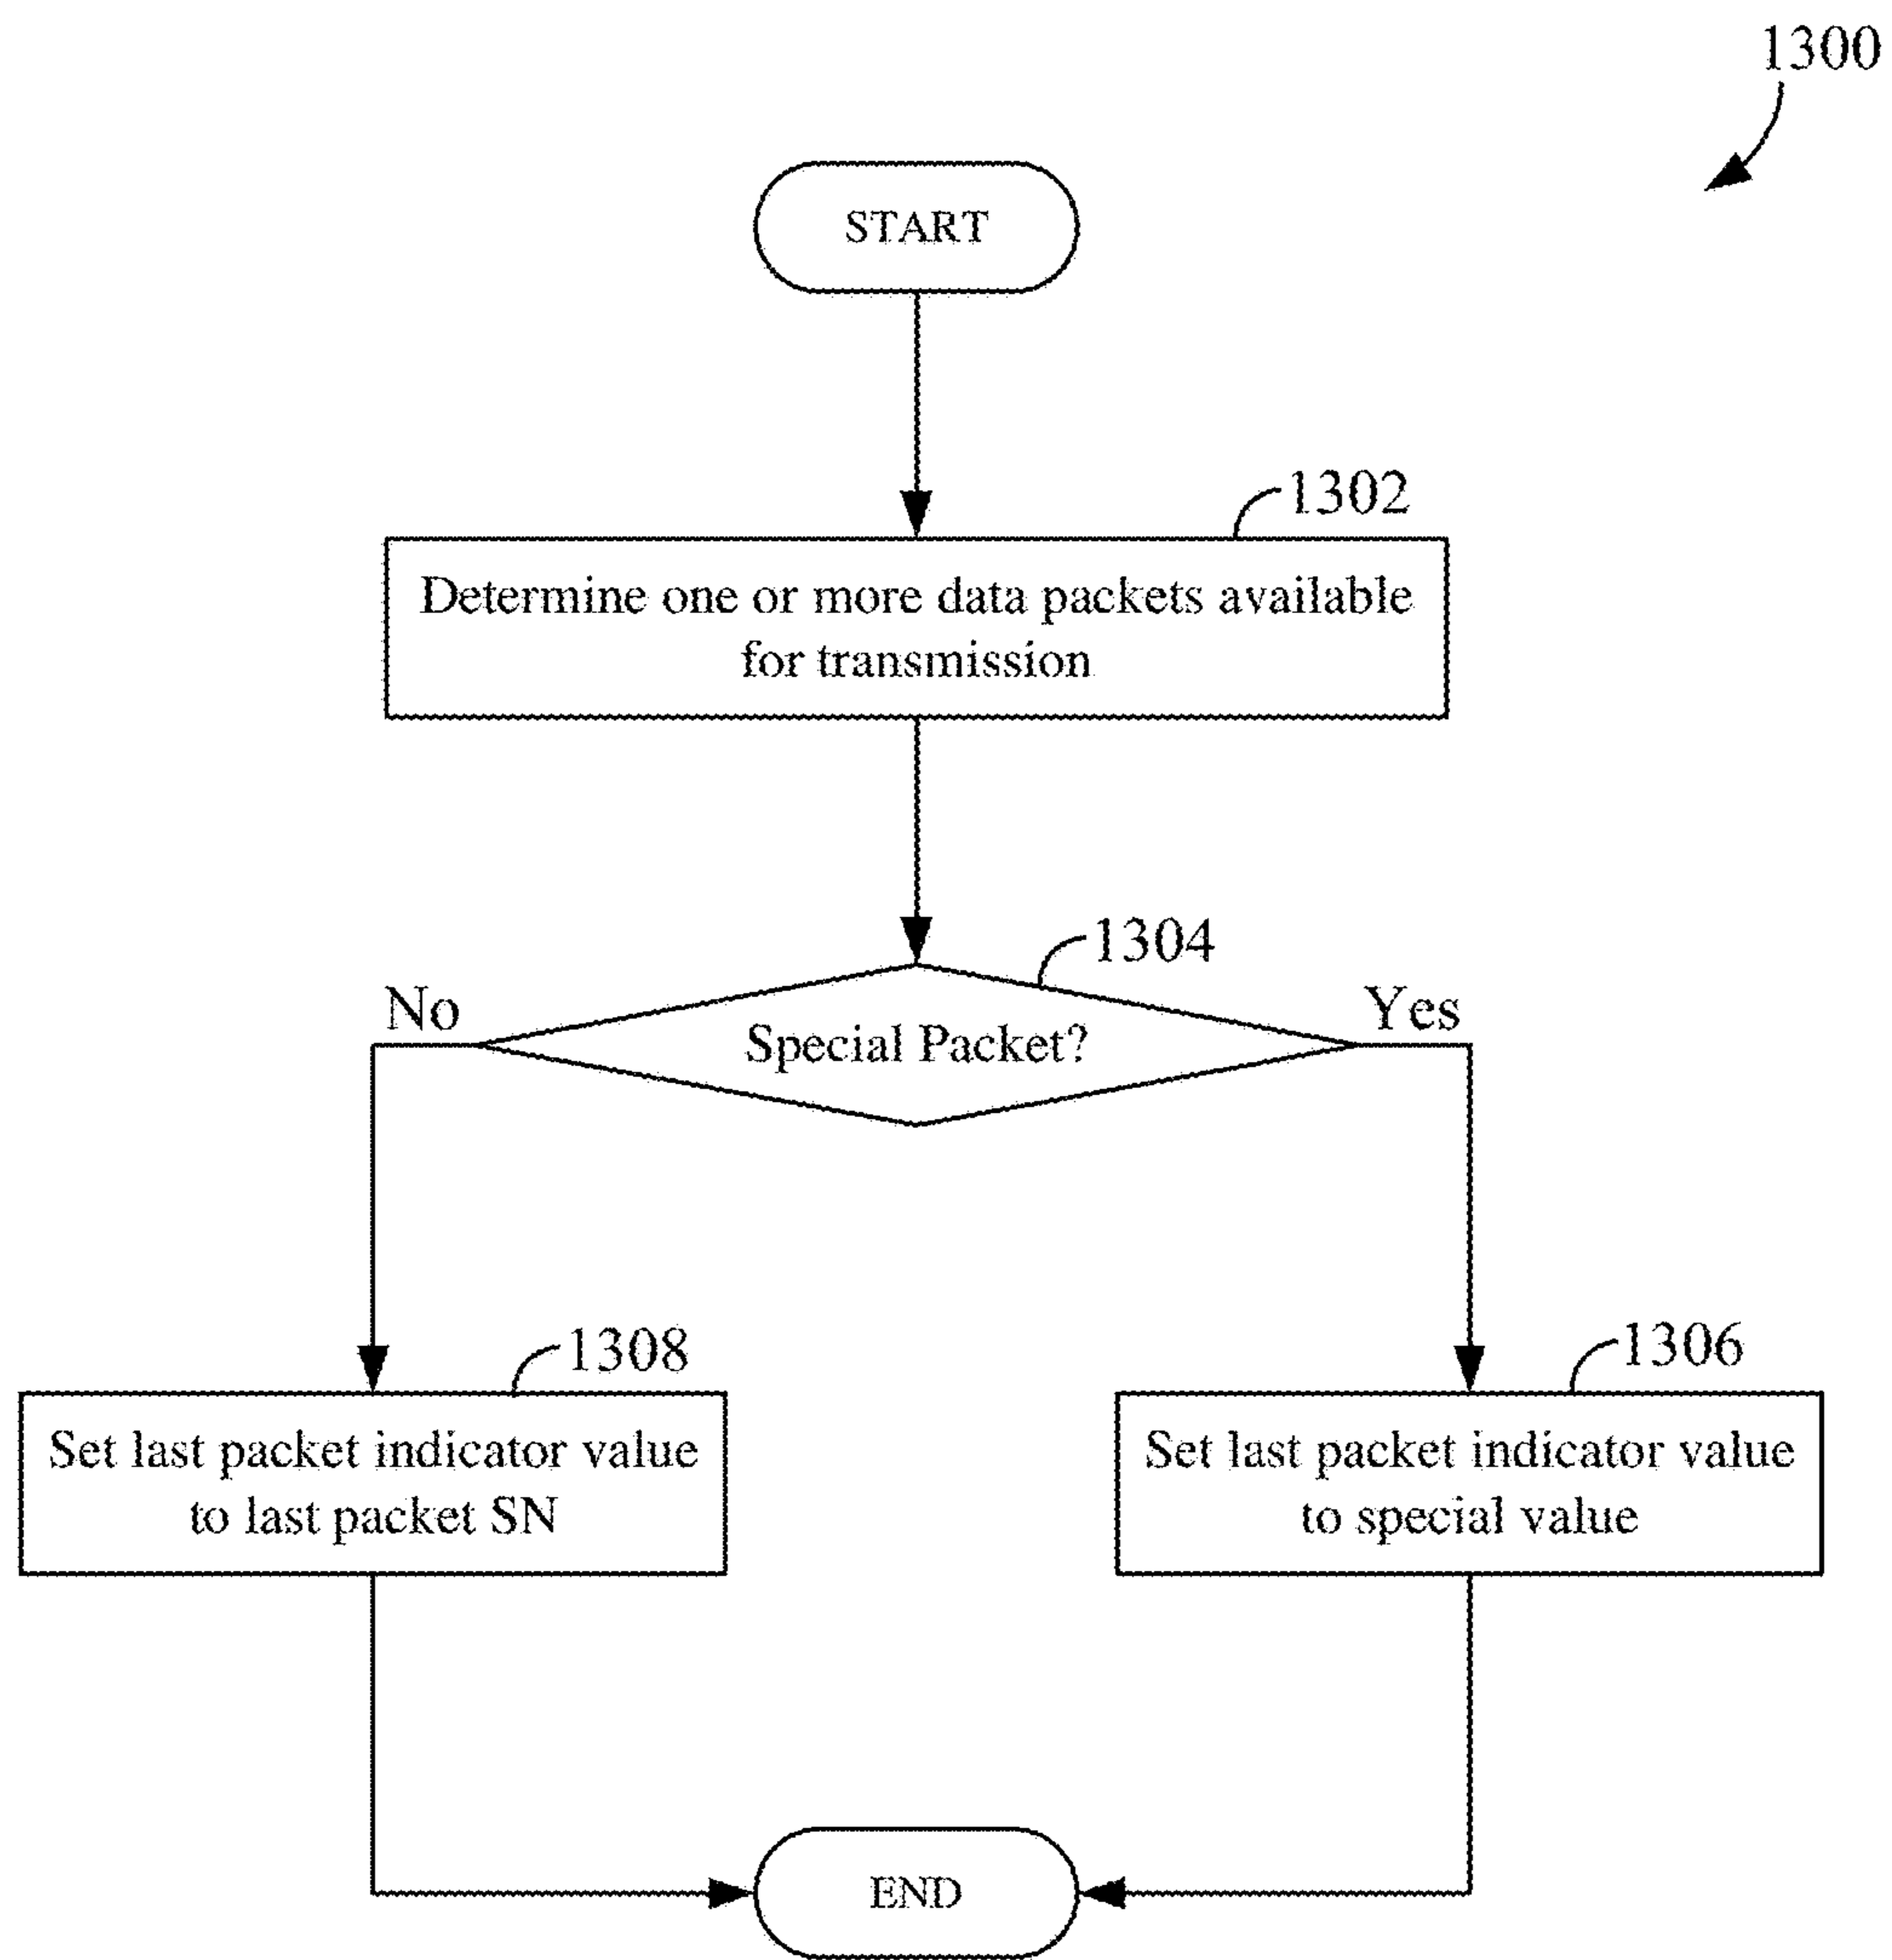 1300
START
1302
Determine one or more data packets available
for transmission
1304
No
Yes
Special Packet?
1308
1306
Set last packet indicator value
to last packet SN
Set last packet indicator value
to special value
END